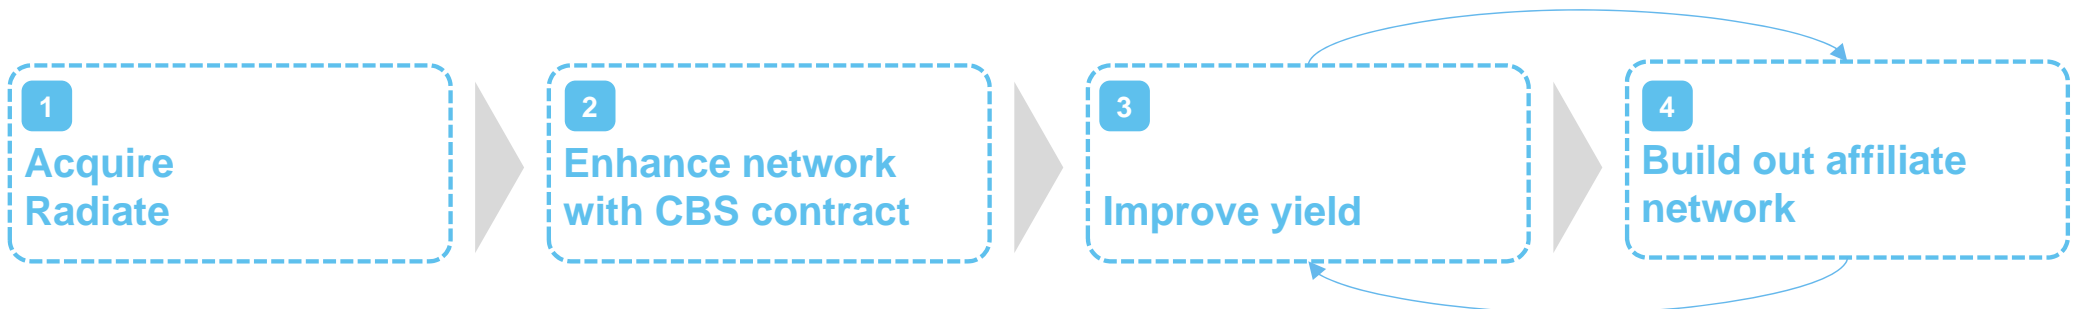 1
Acquire
Radiate
2
Enhance network
with CBS contract
3
Improve yield
4
Build out affiliate
network